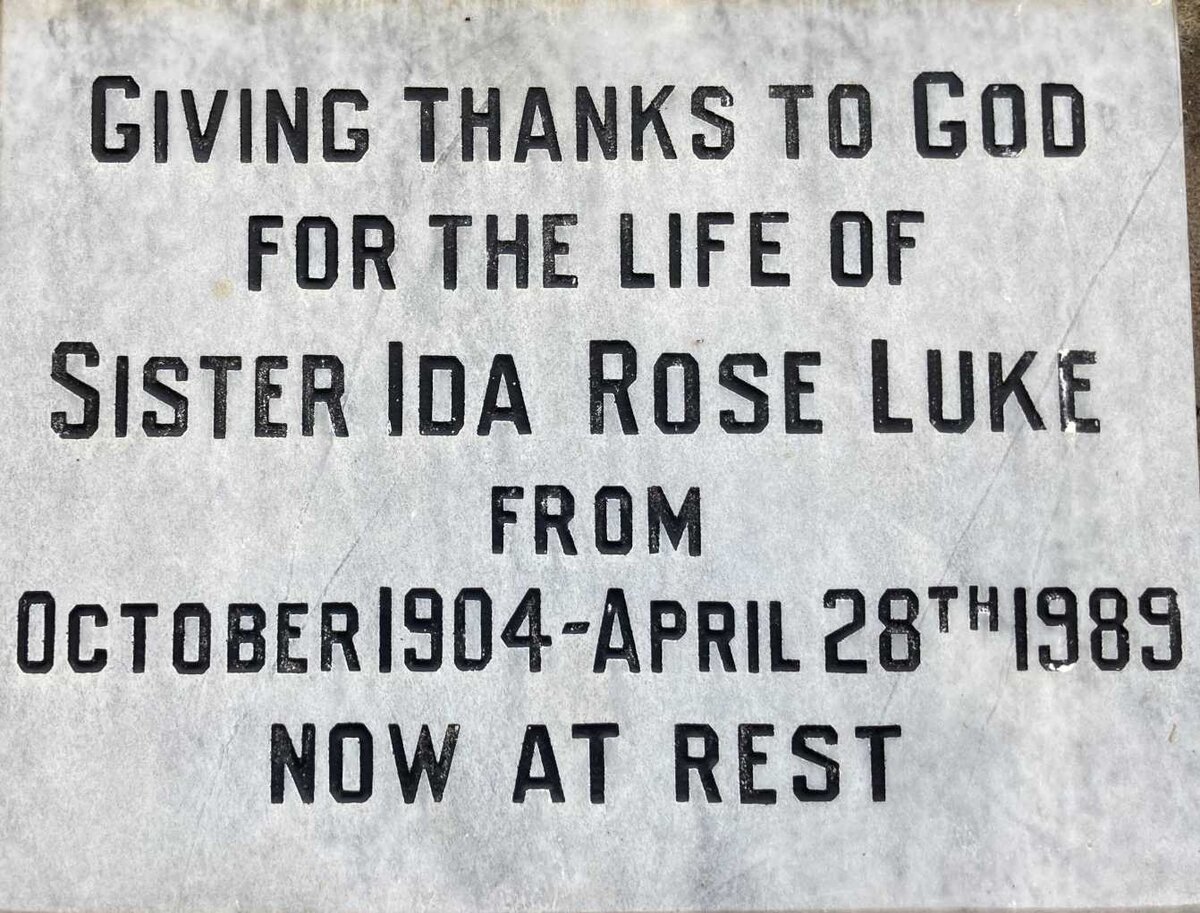 GIVING THANKS TO GOD
FOR THE LIFE OF
SISTER IDA ROSE LUKE
FROM
OCTOBER 1904-APRIL 28TH 1989
NOW AT REST